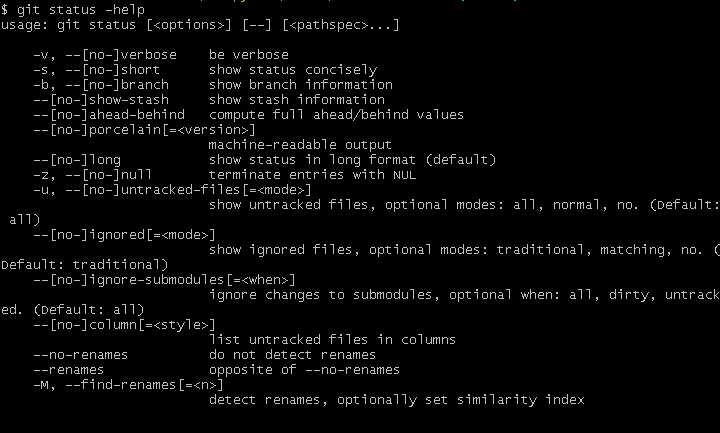 $ git status -help
usage: git status [<options>] [--] [<pathspec>...]

    -v, --[no-]verbose    be verbose
    -s, --[no-]short      show status concisely
    -b, --[no-]branch     show branch information
    --[no-]show-stash     show stash information
    --[no-]ahead-behind   compute full ahead/behind values
    --[no-]porcelain[=<version>]
                          machine-readable output
    --[no-]long           show status in long format (default)
    -z, --[no-]null       terminate entries with NUL
    -u, --[no-]untracked-files[=<mode>]
                          show untracked files, optional modes: all, normal, no. (Default:
 all)
    --[no-]ignored[=<mode>]
                          show ignored files, optional modes: traditional, matching, no. (
Default: traditional)
    --[no-]ignore-submodules[=<when>]
                          ignore changes to submodules, optional when: all, dirty, untrack
ed. (Default: all)
    --[no-]column[=<style>]
                          list untracked files in columns
    --no-renames          do not detect renames
    --renames             opposite of --no-renames
    -M, --find-renames[=<n>]
                          detect renames, optionally set similarity index